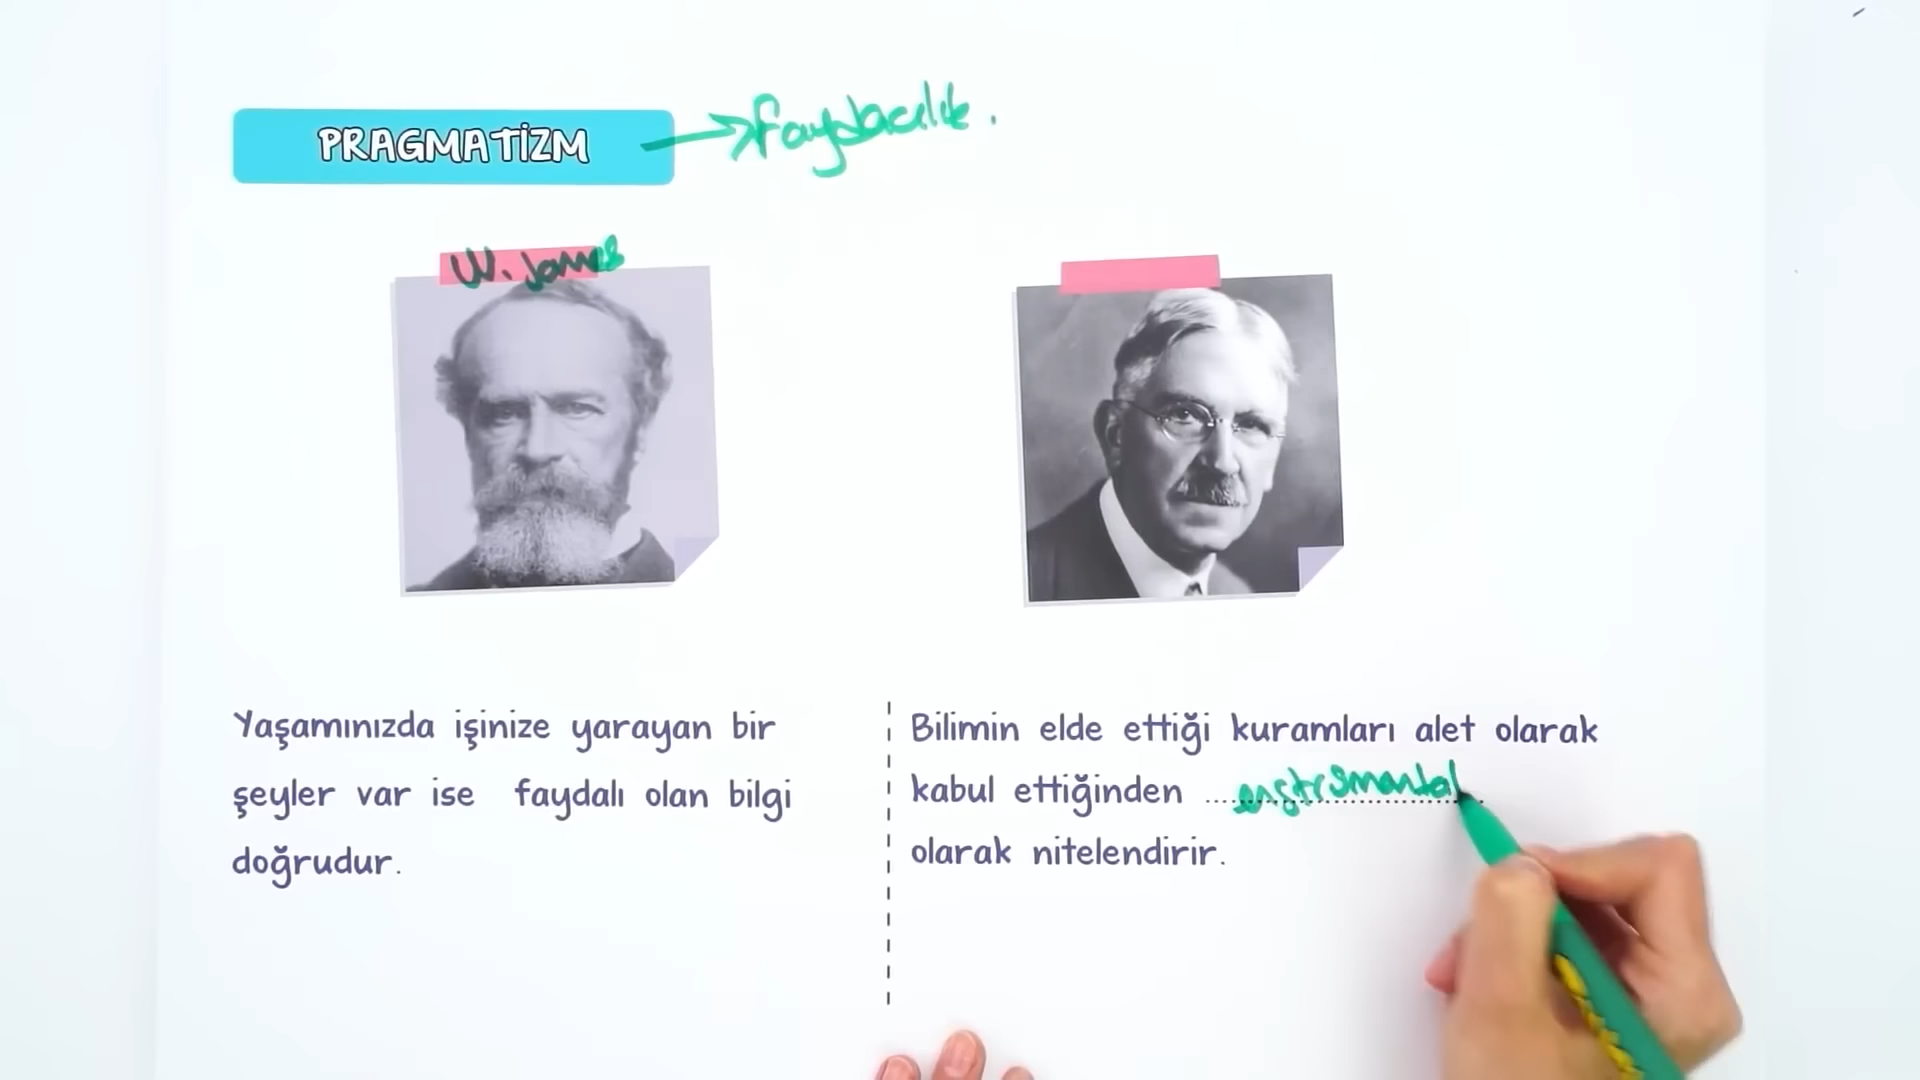 PRAGMATİZM
faydacılık.
W. James
Yaşamınızda işinize yarayan bir
şeyler var ise faydalı olan bilgi
doğrudur.
Bilimin elde ettiği kuramları alet olarak
kabul ettiğinden ....enstrümantal..
olarak nitelendirir.